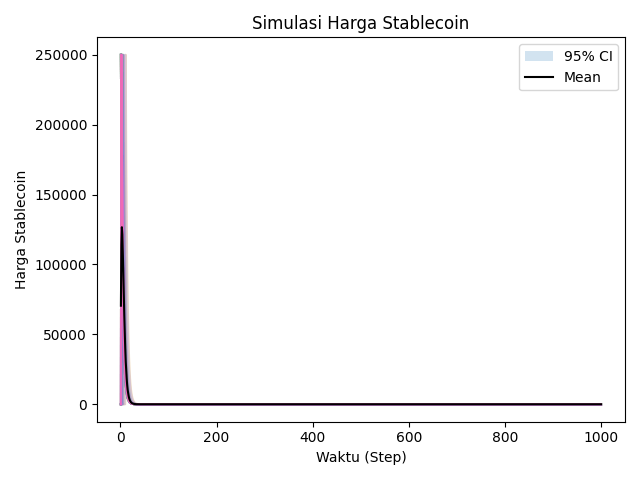 Simulasi Harga Stablecoin
95% CI
Mean
Harga Stablecoin
250000
200000
150000
100000
50000
0
0 200 400 600 800 1000
Waktu (Step)